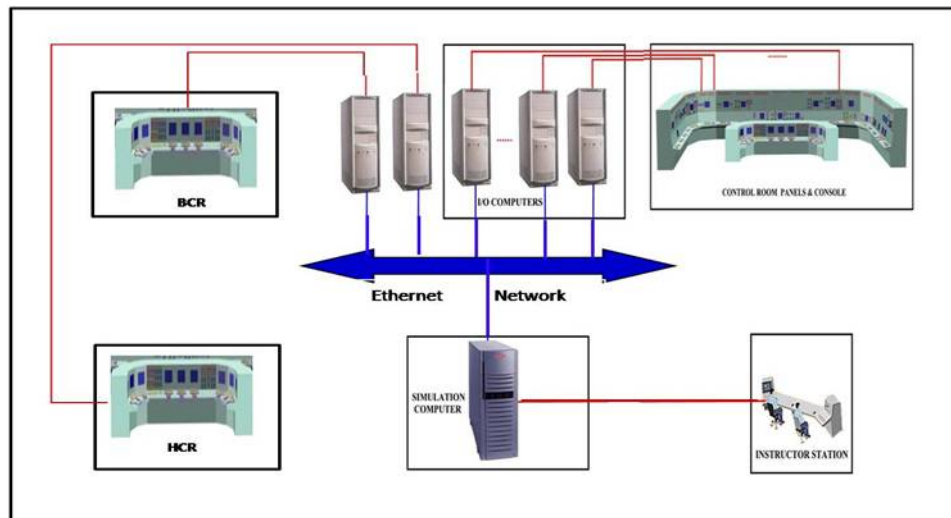 BCR
I/O COMPUTERS
CONTROL ROOM PANELS & CONSOLE
Ethernet Network
SIMULATION
COMPUTER
HCR
INSTRUCTOR STATION